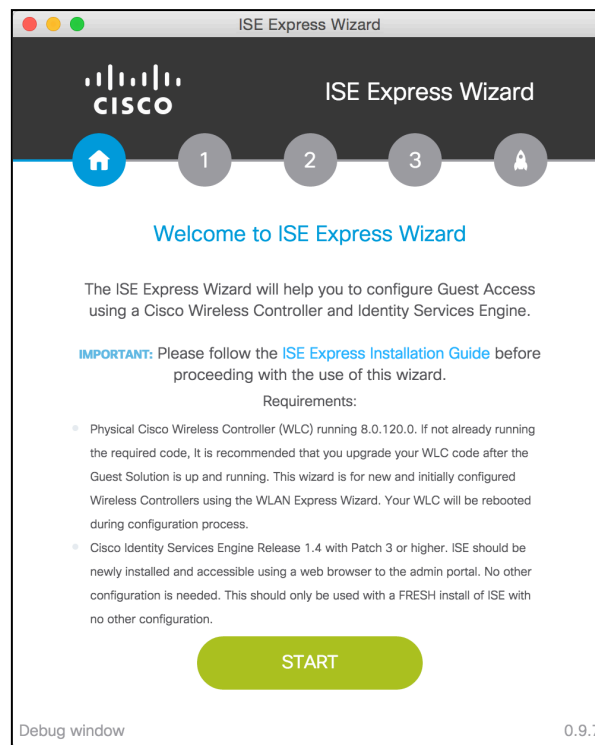 ISE Express Wizard
CISCO
ISE Express Wizard
1
2
3
Welcome to ISE Express Wizard
The ISE Express Wizard will help you to configure Guest Access
using a Cisco Wireless Controller and Identity Services Engine.
IMPORTANT: Please follow the ISE Express Installation Guide before
proceeding with the use of this wizard.
Requirements:
Physical Cisco Wireless Controller (WLC) running 8.0.120.0. If not already running
the required code, It is recommended that you upgrade your WLC code after the
Guest Solution is up and running. This wizard is for new and initially configured
Wireless Controllers using the WLAN Express Wizard. Your WLC will be rebooted
during configuration process.
Cisco Identity Services Engine Release 1.4 with Patch 3 or higher. ISE should be
newly installed and accessible using a web browser to the admin portal. No other
configuration is needed. This should only be used with a FRESH install of ISE with
no other configuration.
START
Debug window
0.9.7